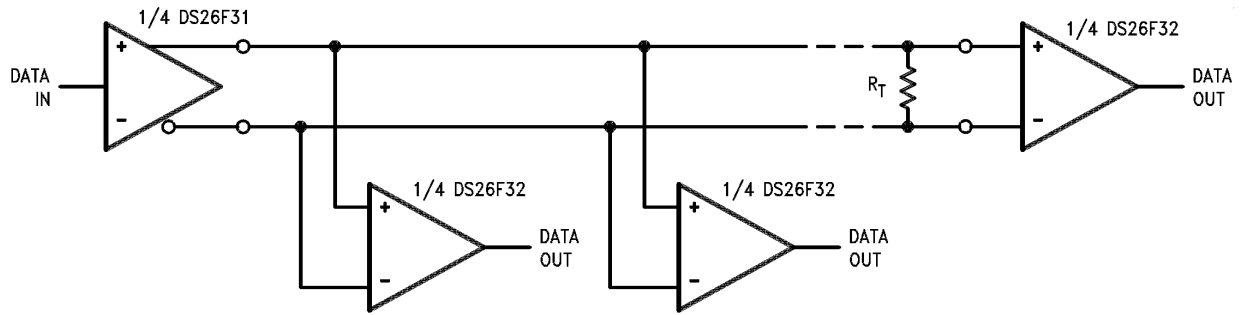 1/4 DS26F31
1/4 DS26F32
+
+
DATA
IN
RT
DATA
OUT
−
−
1/4 DS26F32
1/4 DS26F32
+
+
DATA
OUT
DATA
OUT
−
−